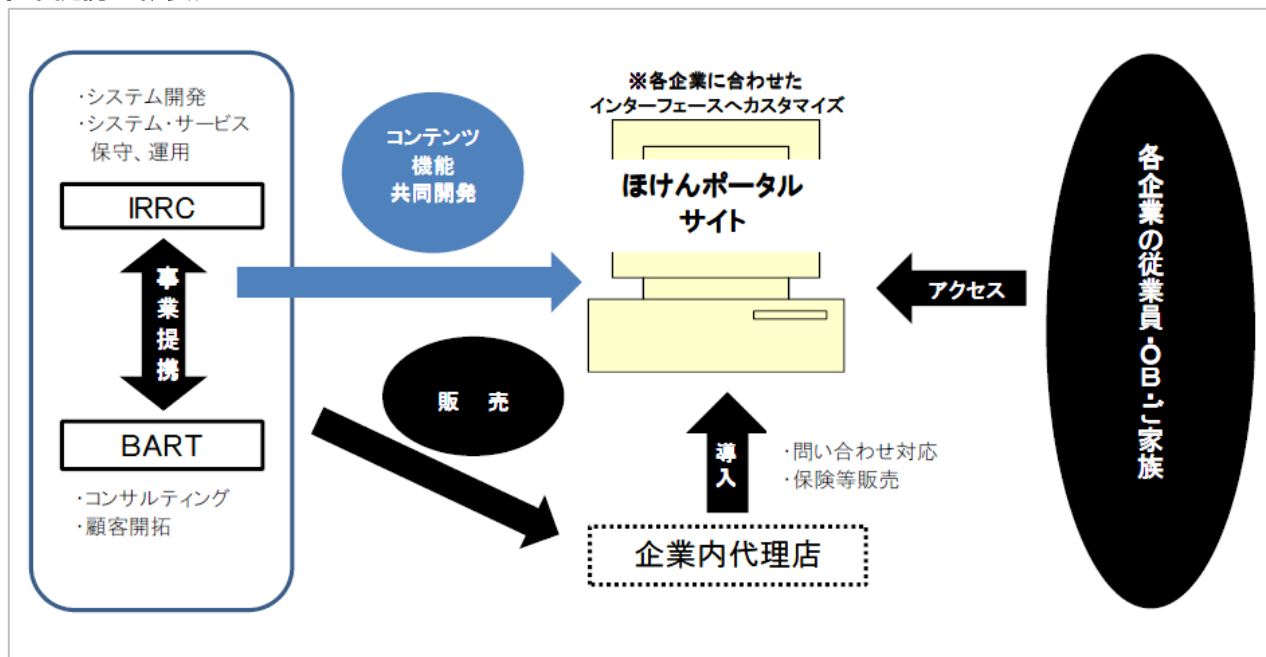 ・システム開発
・システム・サービス
保守、運用
IRRC
事業提携
BART
・コンサルティング
・顧客開拓
コンテンツ
機能
共同開発
販 売
※各企業に合わせた
インターフェースへカスタマイズ
ほけんポータル
サイト
導入
・問い合わせ対応
・保険等販売
企業内代理店
アクセス
各企業の従業員・OB・ご家族